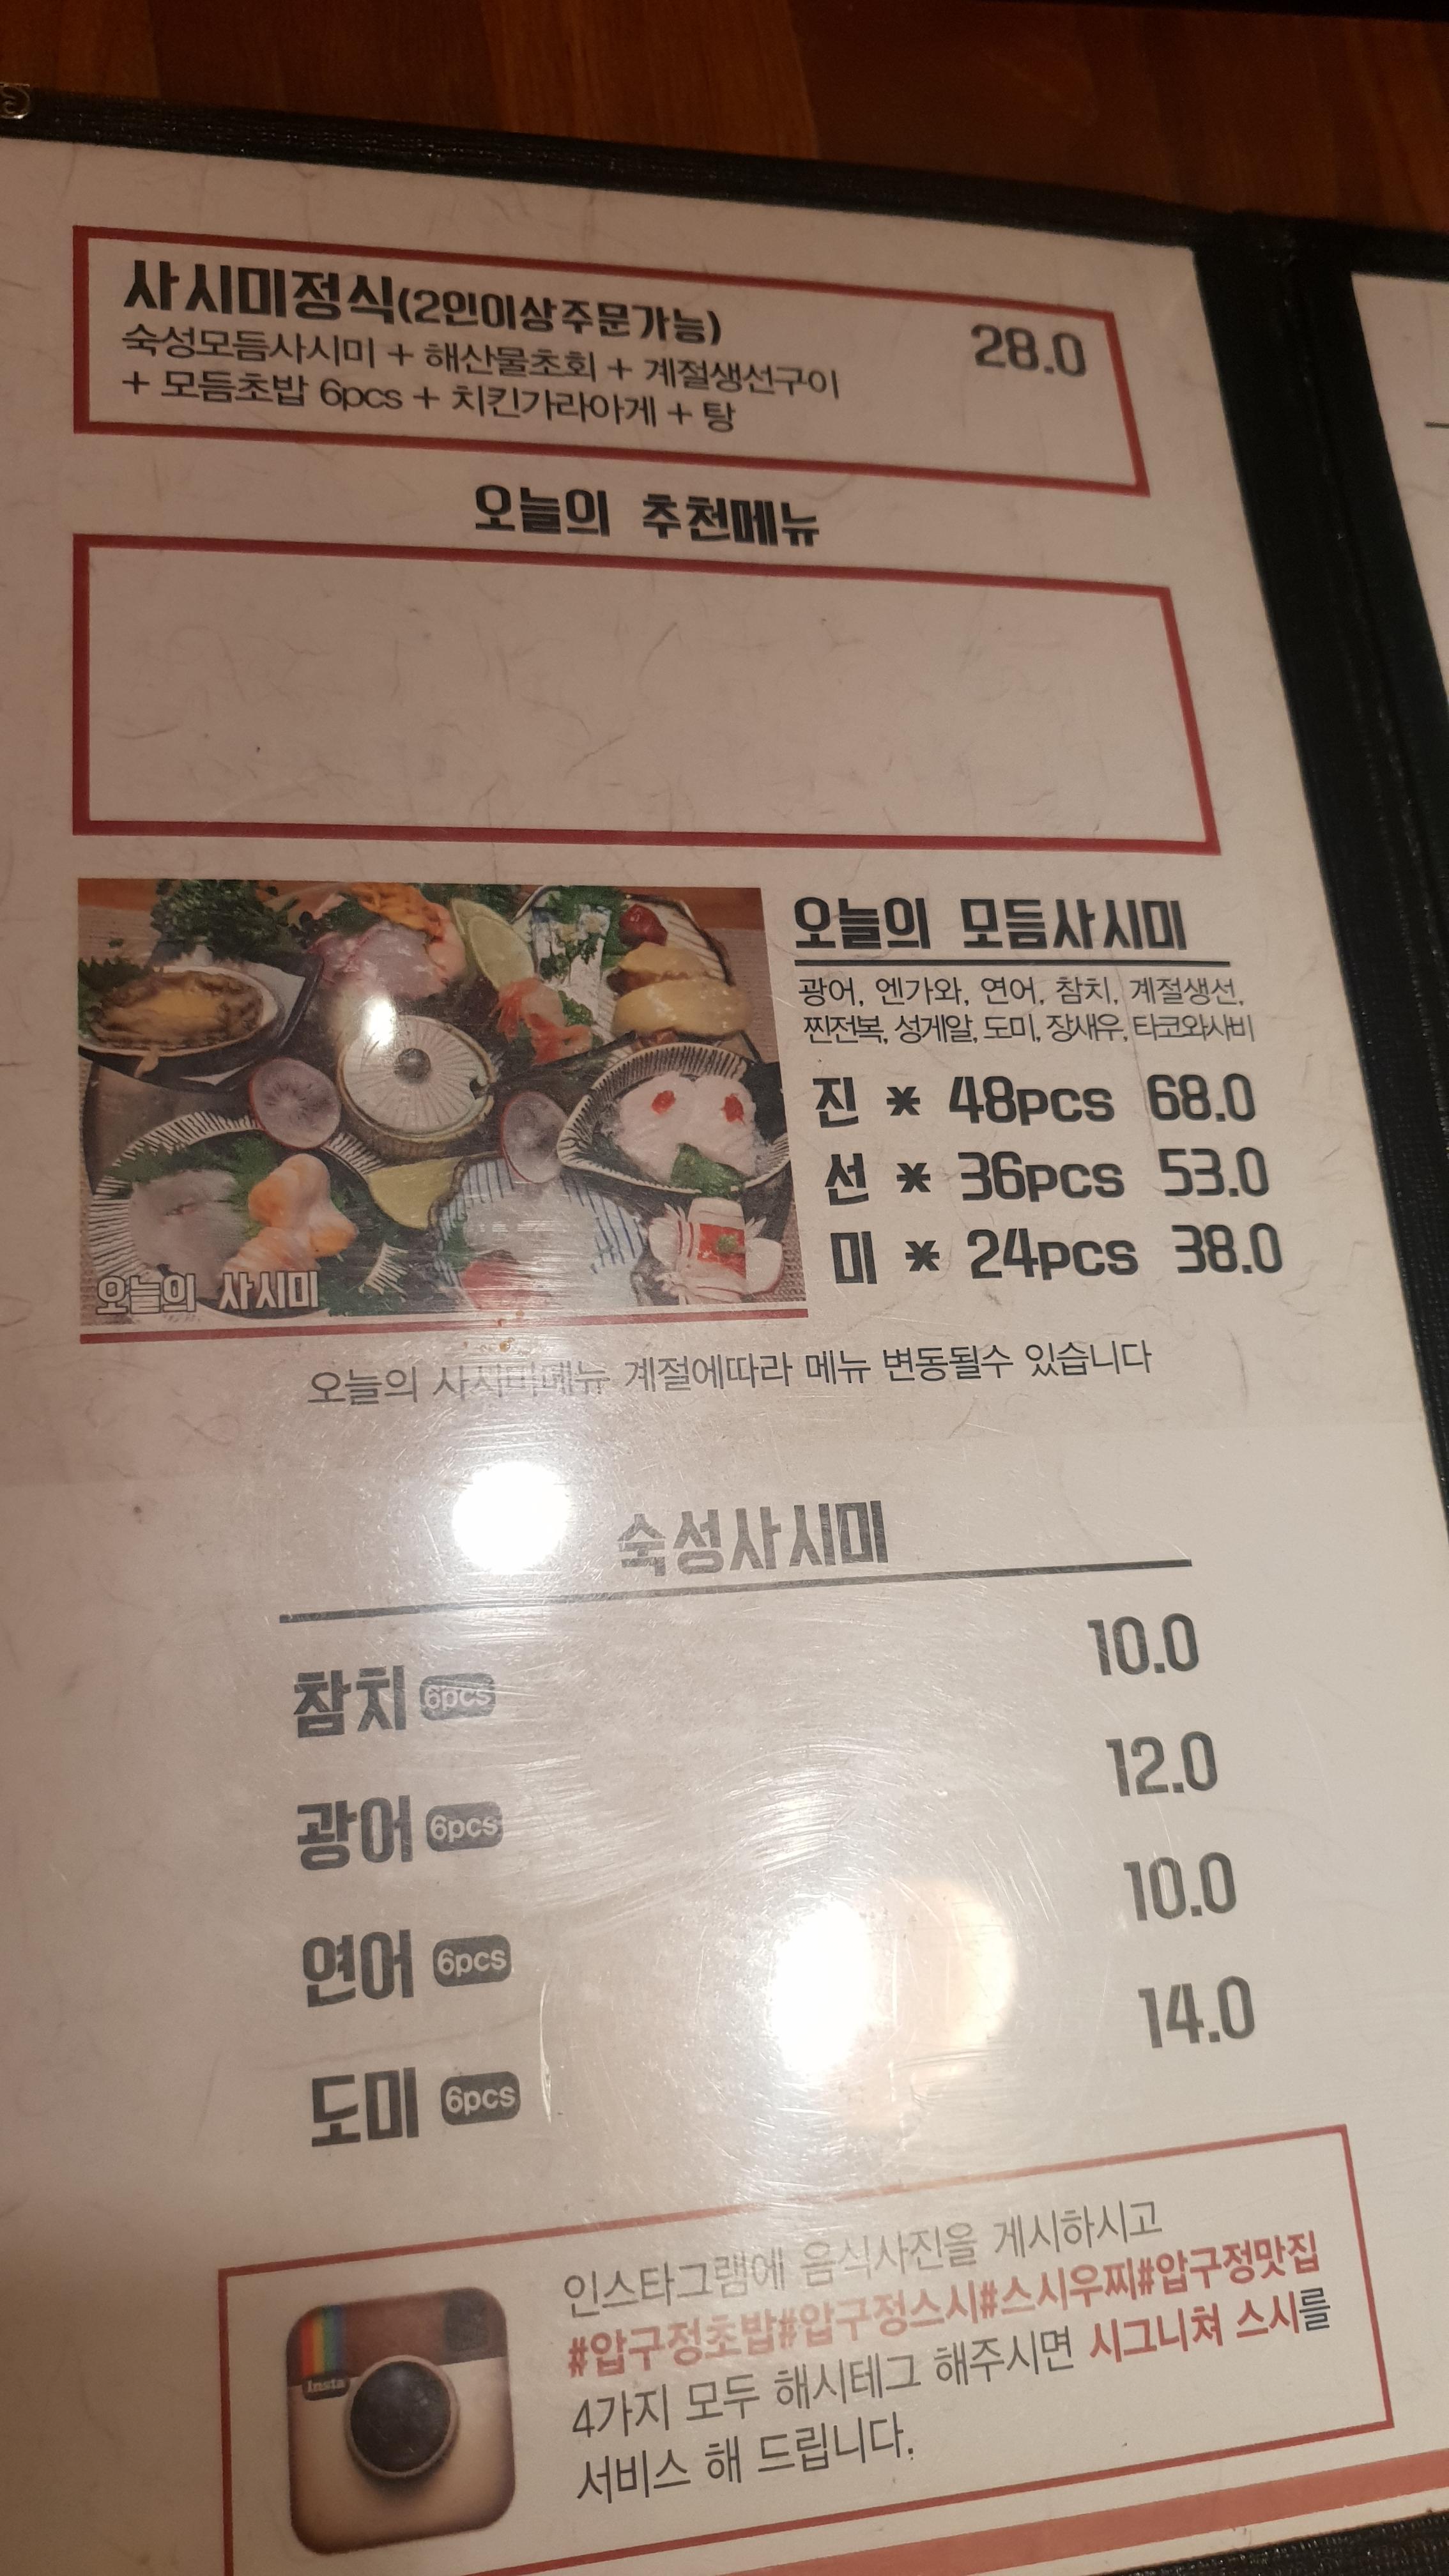 사시미정식(2인이상주문가능) 28.0
숙성모듬사시미 + 해산물초회 + 계절생선구이
+ 모듬초밥 6pcs + 치킨가라아게 + 탕
오늘의 추천메뉴
오늘의 사시미
오늘의 모듬사시미
광어, 엔가와, 연어, 참치, 계절생선,
찐전복, 성게알, 도미, 장새우, 타코와사비
진 * 48pcs 68.0
선 * 36pcs 53.0
미 * 24pcs 38.0
오늘의 사시미메뉴 계절에따라 메뉴 변동될수 있습니다
숙성사시미
참치 6pcs 10.0
광어 6pcs 12.0
연어 6pcs 10.0
도미 6pcs 14.0
Insta
인스타그램에 음식사진을 게시하시고
#압구정초밥#압구정스시#스시우찌#압구정맛집
4가지 모두 해시테그 해주시면 시그니쳐 스시를
서비스 해 드립니다.